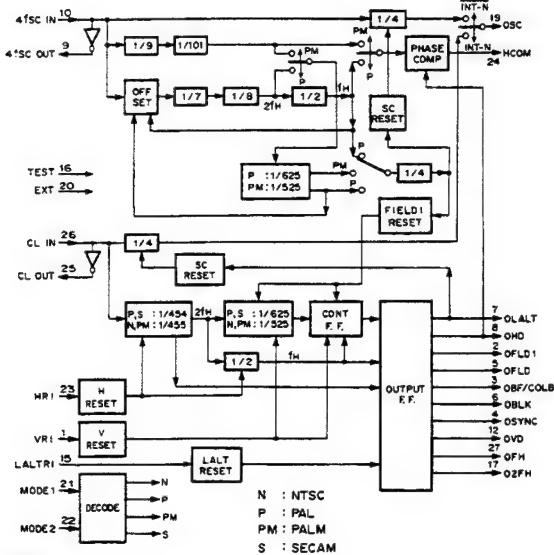 INT-N
4fSC IN 10
1/4
19
OSC
4fSC OUT 9
1/9
1/101
PM
P
PM
P
PHASE
COMP
INT-N
HCOM
24
OFF
SET
1/7
1/8
2fH
1/2
fH
SC
RESET
TEST 16
EXT 20
P : 1/625
PM: 1/525
PM
P
P
1/4
FIELD1
RESET
CL IN 26
1/4
CL OUT 25
SC
RESET
P,S : 1/454
N,PM: 1/455
2fH
P,S : 1/625
N,PM: 1/525
CONT
F.F.
1/2
fH
OUTPUT
F.F.
7 OLALT
8 OHD
2 OFLD1
5 OFLD
3 OBF/COLB
6 OBLK
4 OSYNC
12 OVD
27 OFH
17 O2FH
HRI 23
H
RESET
VRI 1
V
RESET
LALTRI 15
LALT
RESET
MODE1 21
MODE2 22
DECODE
N
P
PM
S
N : NTSC
P : PAL
PM : PALM
S : SECAM